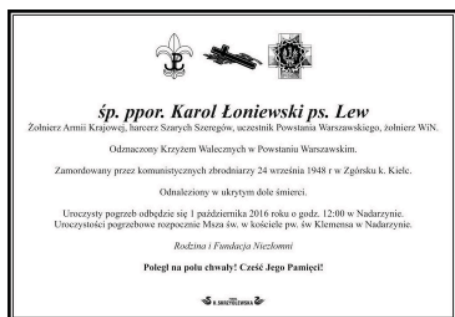 śp. ppor. Karol Łoniewski ps. Lew
Żołnierz Armii Krajowej, harcerz Szarych Szeregów, uczestnik Powstania Warszawskiego, żołnierz WiN.
Odznaczony Krzyżem Walecznych w Powstaniu Warszawskim.
Zamordowany przez komunistycznych zbrodniarzy 24 września 1948 r w Zgórsku k. Kielc.
Odnaleziony w ukrytym dole śmierci.
Uroczysty pogrzeb odbędzie się 1 października 2016 roku o godz. 12:00 w Nadarzynie.
Uroczystości pogrzebowe rozpocznie Msza św. w kościele pw. św Klemensa w Nadarzynie.
Rodzina i Fundacja Niezłomni
Poległ na polu chwały! Cześć Jego Pamięci!
A. SKRZYDLEWSKA